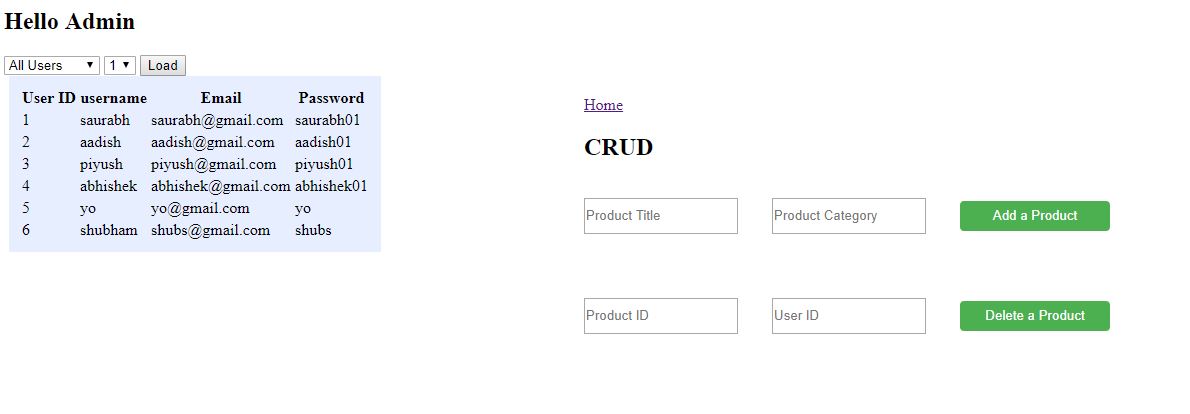 Hello Admin
All Users 1 Load
User ID username Email Password
1 saurabh saurabh@gmail.com saurabh01
2 aadish aadish@gmail.com aadish01
3 piyush piyush@gmail.com piyush01
4 abhishek abhishek@gmail.com abhishek01
5 yo yo@gmail.com yo
6 shubham shubs@gmail.com shubs
Home
CRUD
Product Title Product Category Add a Product
Product ID User ID Delete a Product